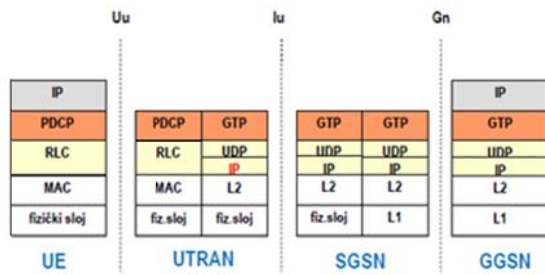 Uu Iu Gn
IP IP
PDCP PDCP GTP GTP GTP GTP
RLC RLC UDP UDP UDP UDP
IP IP IP IP
MAC MAC L2 L2 L2 L2
fizički sloj fiz.sloj fiz.sloj fiz.sloj L1 L1
UE UTRAN SGSN GGSN